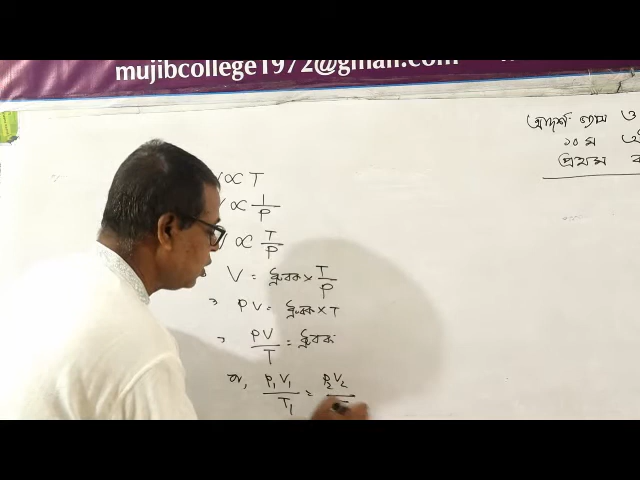 mujibcollege1972@gmail.com
আদর্শ গ্যাস ও
১০ম
প্রথম
V ∝ T
V ∝ 1/P
V ∝ T/P
V = ধ্রুবক × T/P
PV = ধ্রুবক × T
PV/T = ধ্রুবক
বা, P₁V₁/T₁ = P₂V₂/T